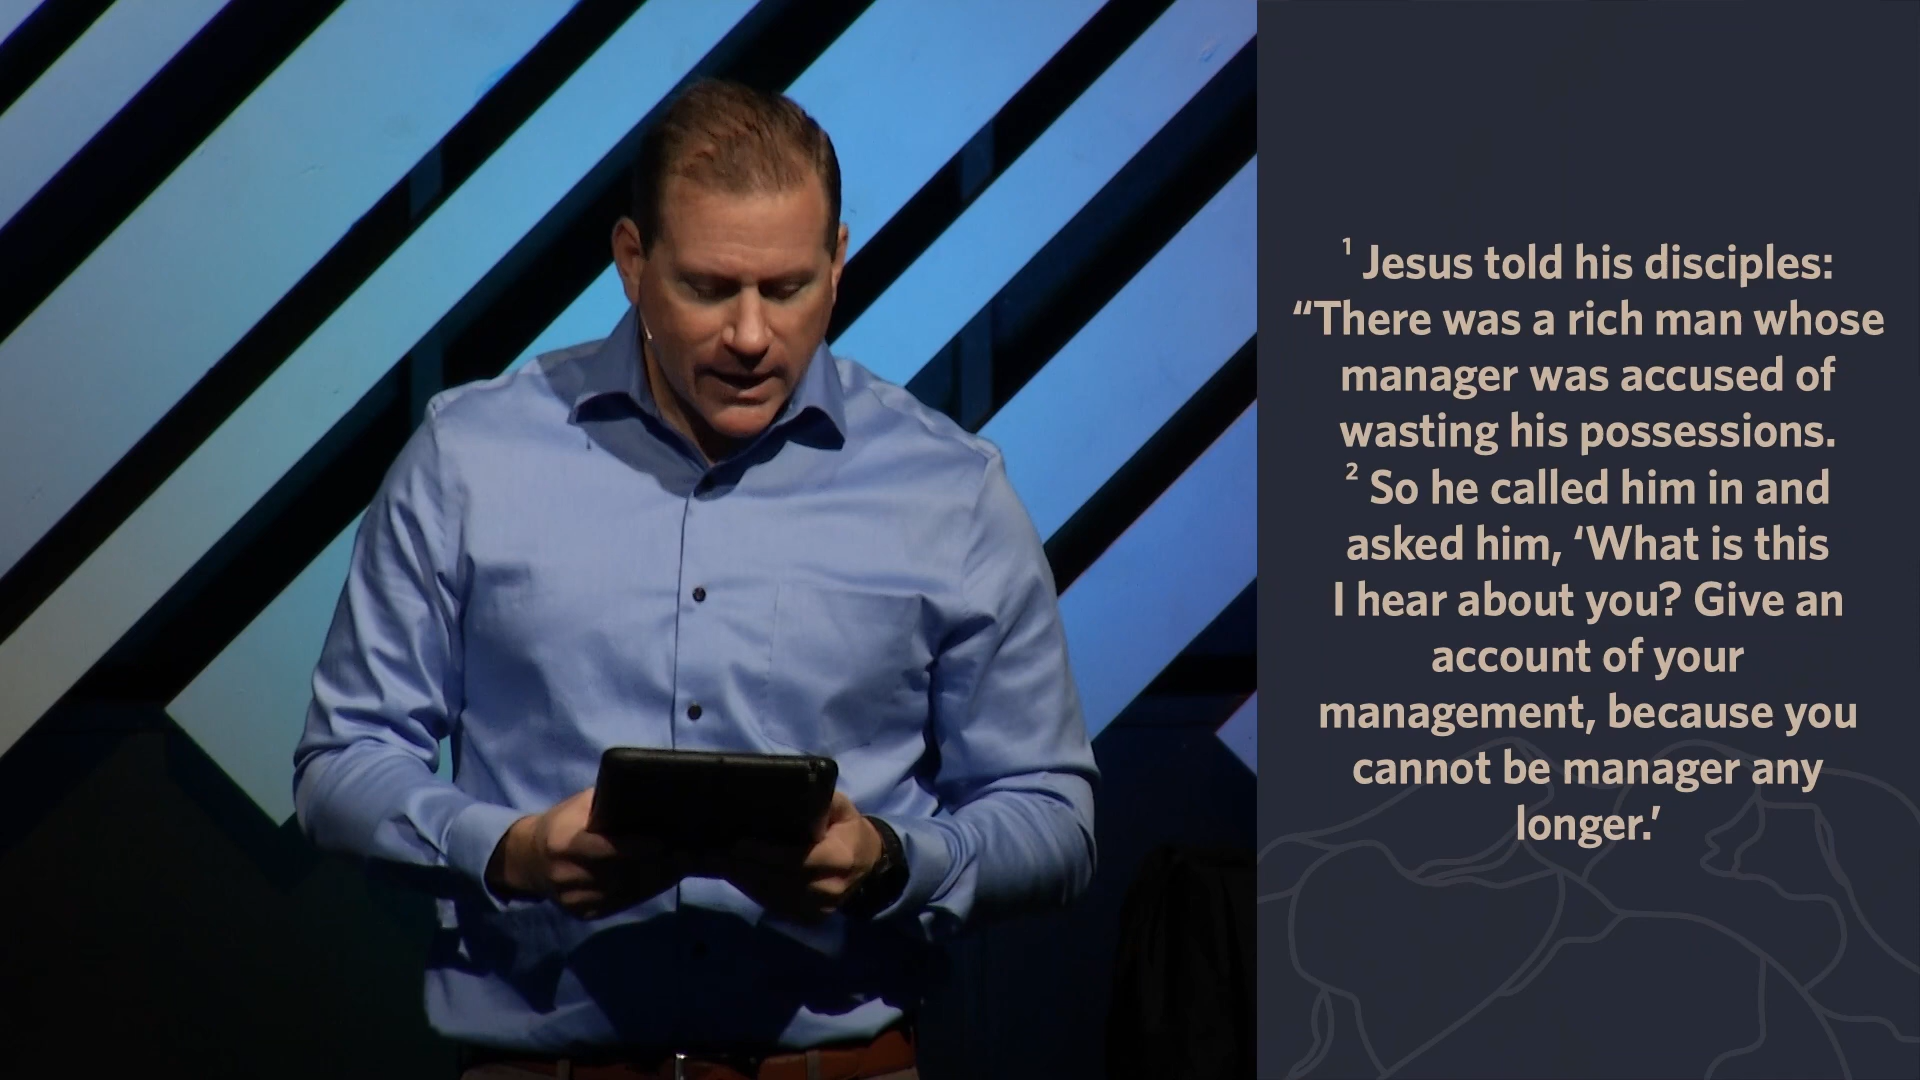 ¹ Jesus told his disciples:
“There was a rich man whose
manager was accused of
wasting his possessions.
² So he called him in and
asked him, ‘What is this
I hear about you? Give an
account of your
management, because you
cannot be manager any
longer.’